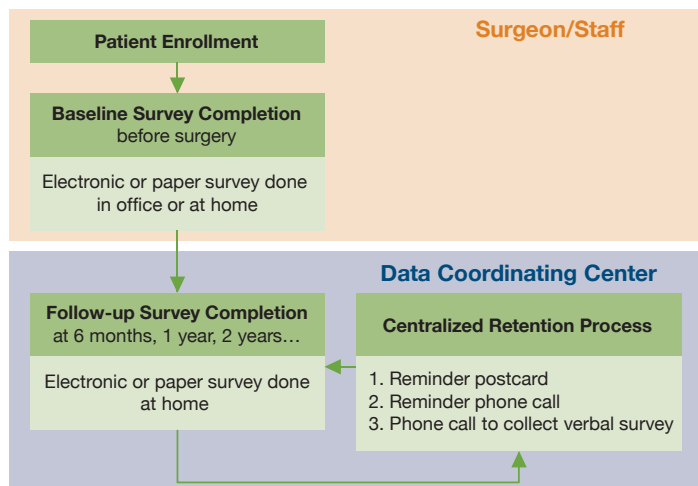 Surgeon/Staff
Patient Enrollment
Baseline Survey Completion
before surgery
Electronic or paper survey done
in office or at home
Data Coordinating Center
Follow-up Survey Completion
at 6 months, 1 year, 2 years…
Electronic or paper survey done
at home
Centralized Retention Process
1. Reminder postcard
2. Reminder phone call
3. Phone call to collect verbal survey